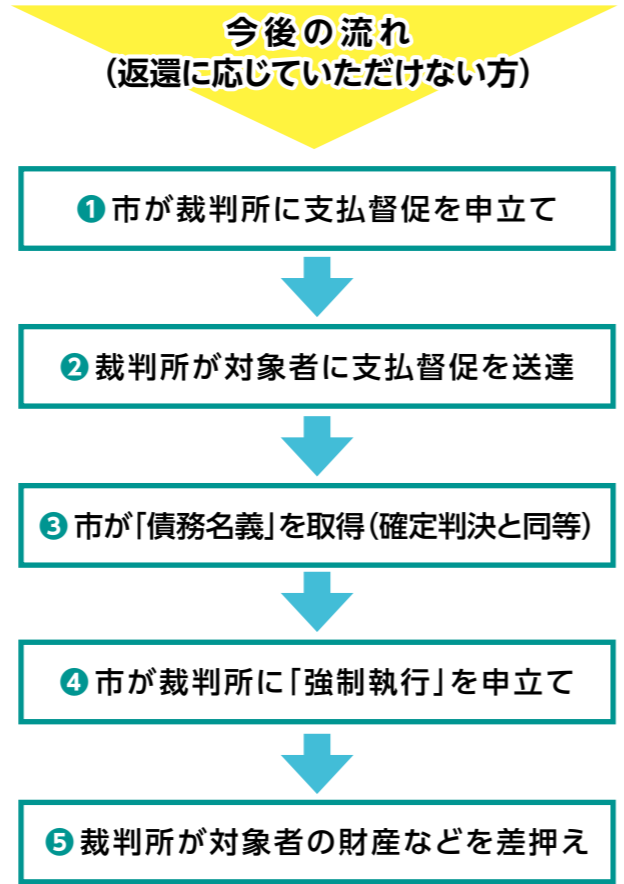 今後の流れ
（返還に応じていただけない方）
❶市が裁判所に支払督促を申立て
❷裁判所が対象者に支払督促を送達
❸市が「債務名義」を取得（確定判決と同等）
❹市が裁判所に「強制執行」を申立て
❺裁判所が対象者の財産などを差押え